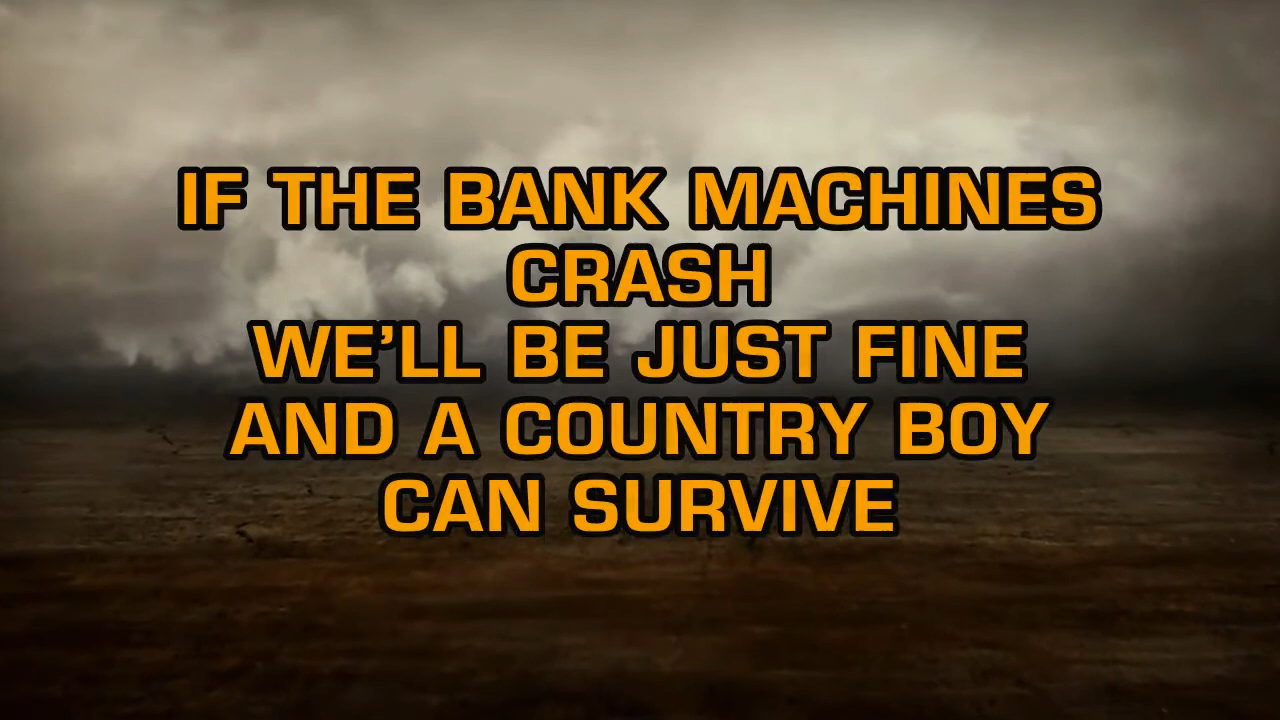 IF THE BANK MACHINES
CRASH
WE’LL BE JUST FINE
AND A COUNTRY BOY
CAN SURVIVE